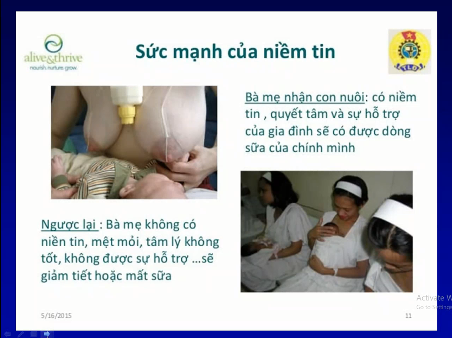 alive&thrive
nourish. nurture. grow.
Sức mạnh của niềm tin
Bà mẹ nhận con nuôi: có niềm
tin , quyết tâm và sự hỗ trợ
của gia đình sẽ có được dòng
sữa của chính mình
Ngược lại : Bà mẹ không có
niền tin, mệt mỏi, tâm lý không
tốt, không được sự hỗ trợ ...sẽ
giảm tiết hoặc mất sữa
5/16/2015
11
Activate W